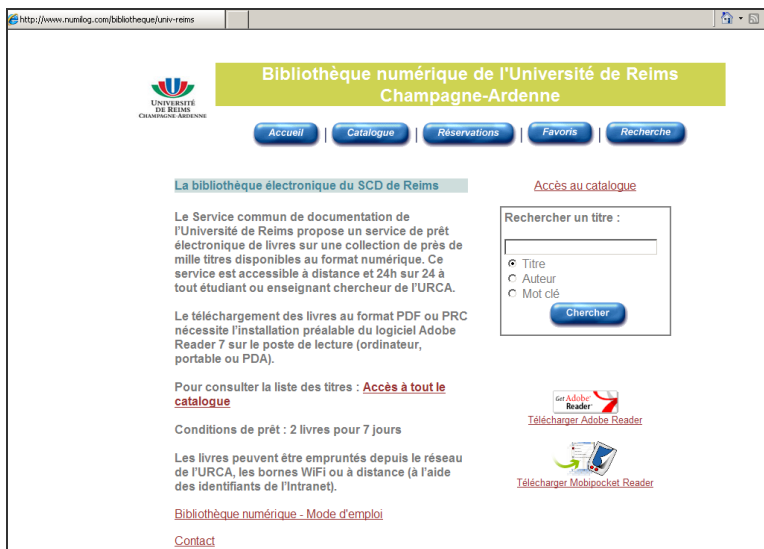 http://www.numilog.com/bibliotheque/univ-reims
UNIVERSITÉ
DE REIMS
CHAMPAGNE-ARDENNE
Bibliothèque numérique de l'Université de Reims
Champagne-Ardenne
Accueil | Catalogue | Réservations | Favoris | Recherche
La bibliothèque électronique du SCD de Reims
Le Service commun de documentation de
l'Université de Reims propose un service de prêt
électronique de livres sur une collection de près de
mille titres disponibles au format numérique. Ce
service est accessible à distance et 24h sur 24 à
tout étudiant ou enseignant chercheur de l'URCA.
Le téléchargement des livres au format PDF ou PRC
nécessite l'installation préalable du logiciel Adobe
Reader 7 sur le poste de lecture (ordinateur,
portable ou PDA).
Pour consulter la liste des titres : Accès à tout le
catalogue
Conditions de prêt : 2 livres pour 7 jours
Les livres peuvent être empruntés depuis le réseau
de l'URCA, les bornes WiFi ou à distance (à l'aide
des identifiants de l'Intranet).
Bibliothèque numérique - Mode d'emploi
Contact
Accès au catalogue
Rechercher un titre :
Titre
Auteur
Mot clé
Chercher
Get Adobe
Reader
Télécharger Adobe Reader
Télécharger Mobipocket Reader